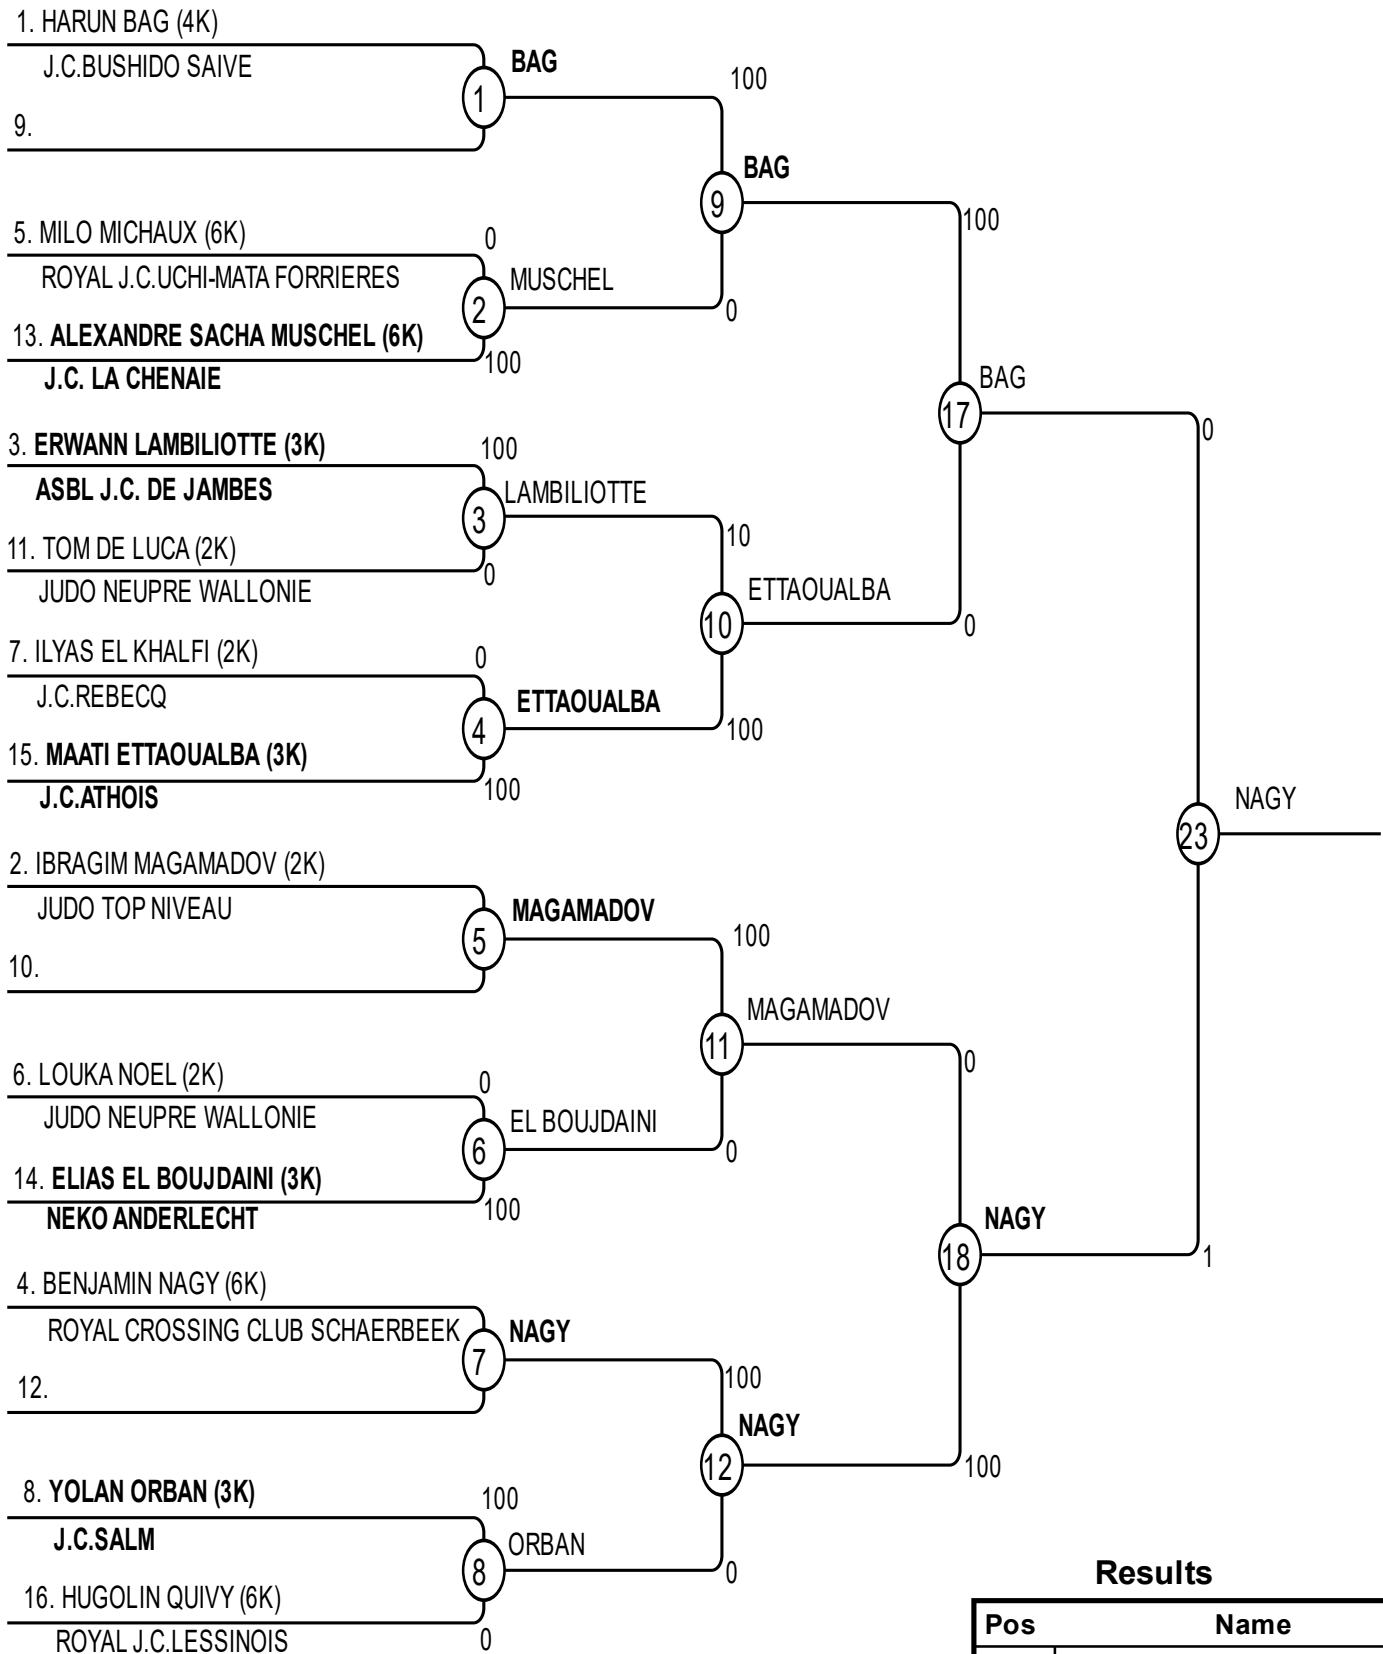 1. HARUN BAG (4K)
J.C.BUSHIDO SAIVE
9.
1
BAG
100
5. MILO MICHAUX (6K)
ROYAL J.C.UCHI-MATA FORRIERES
0
13. ALEXANDRE SACHA MUSCHEL (6K)
J.C. LA CHENAIE
100
2
MUSCHEL
0
9
BAG
100
3. ERWANN LAMBILIOTTE (3K)
ASBL J.C. DE JAMBES
100
11. TOM DE LUCA (2K)
JUDO NEUPRE WALLONIE
0
3
LAMBILIOTTE
10
7. ILYAS EL KHALFI (2K)
J.C.REBECQ
0
15. MAATI ETTAOUALBA (3K)
J.C.ATHOIS
100
4
ETTAOUALBA
100
10
ETTAOUALBA
0
17
BAG
0
2. IBRAGIM MAGAMADOV (2K)
JUDO TOP NIVEAU
10.
5
MAGAMADOV
100
6. LOUKA NOEL (2K)
JUDO NEUPRE WALLONIE
0
14. ELIAS EL BOUJDAINI (3K)
NEKO ANDERLECHT
100
6
EL BOUJDAINI
0
11
MAGAMADOV
0
4. BENJAMIN NAGY (6K)
ROYAL CROSSING CLUB SCHAERBEEK
12.
7
NAGY
100
8. YOLAN ORBAN (3K)
J.C.SALM
100
16. HUGOLIN QUIVY (6K)
ROYAL J.C.LESSINOIS
0
8
ORBAN
0
12
NAGY
100
18
NAGY
1
23
NAGY
Results
Pos Name